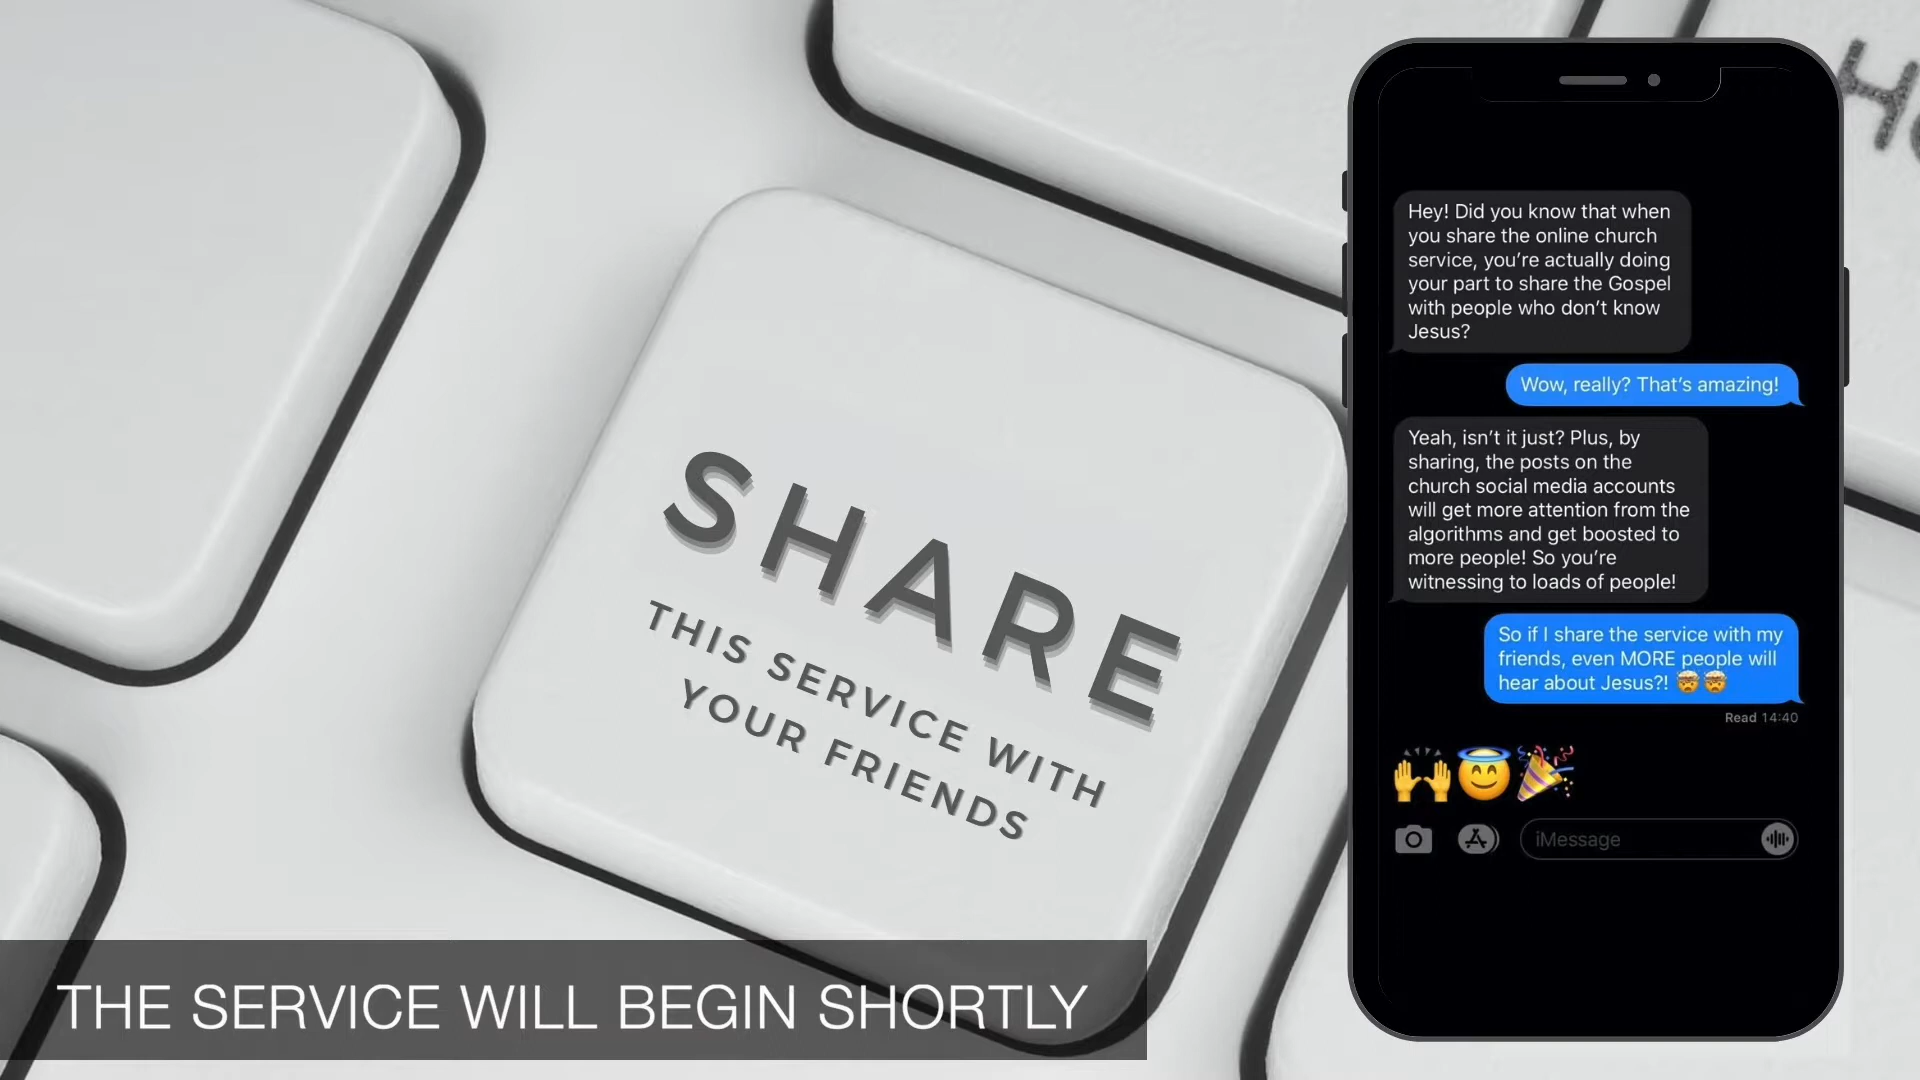 SHARE
THIS SERVICE WITH
YOUR FRIENDS
THE SERVICE WILL BEGIN SHORTLY
Hey! Did you know that when
you share the online church
service, you're actually doing
your part to share the Gospel
with people who don't know
Jesus?
Wow, really? That's amazing!
Yeah, isn't it just? Plus, by
sharing, the posts on the
church social media accounts
will get more attention from the
algorithms and get boosted to
more people! So you're
witnessing to loads of people!
So if I share the service with my
friends, even MORE people will
hear about Jesus?! 🤯🤯
Read 14:40
🙌😇🎉
iMessage